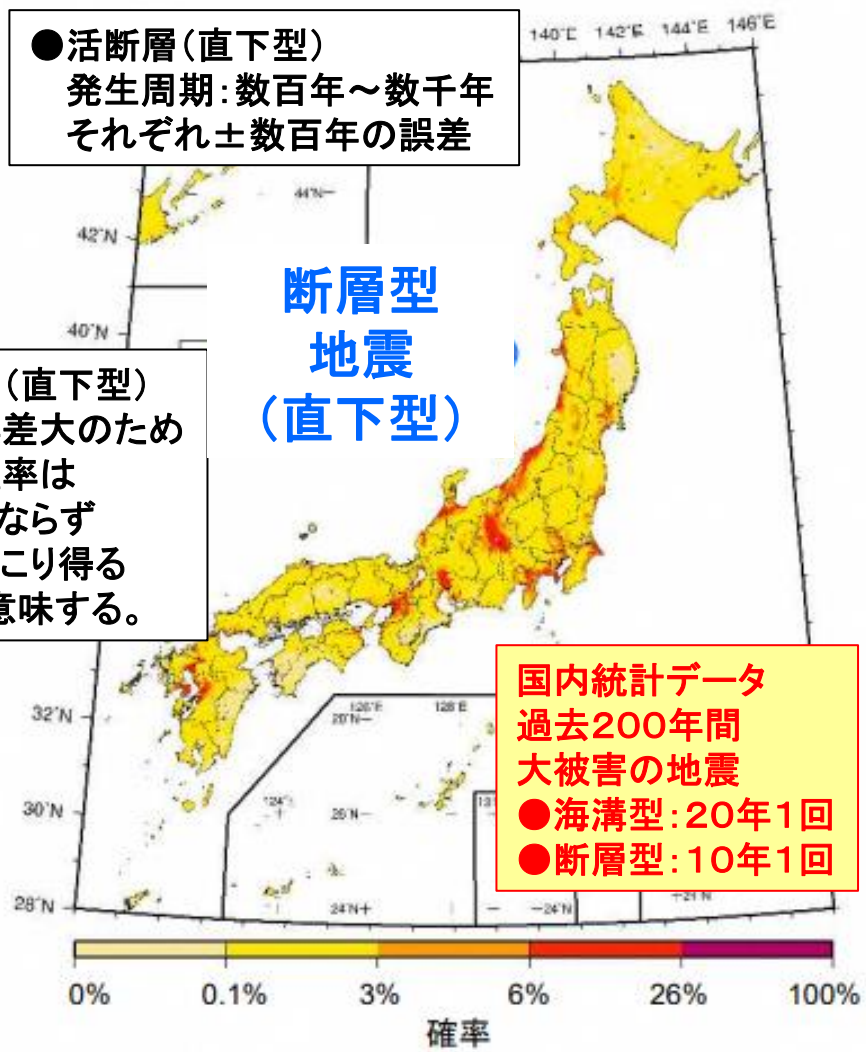 ●活断層(直下型)
発生周期:数百年～数千年
それぞれ±数百年の誤差
140°E 142°E 144°E 146°E
44°N
42°N
断層型
地震
(直下型)
40°N
(直下型)
差大のため
率は
ならず
こり得る
意味する。
国内統計データ
過去200年間
大被害の地震
●海溝型:20年1回
●断層型:10年1回
32°N
126°E 128°E
28°N
30°N
124°
26°N
28°N
24°N
24°N
0% 0.1% 3% 6% 26% 100%
確率